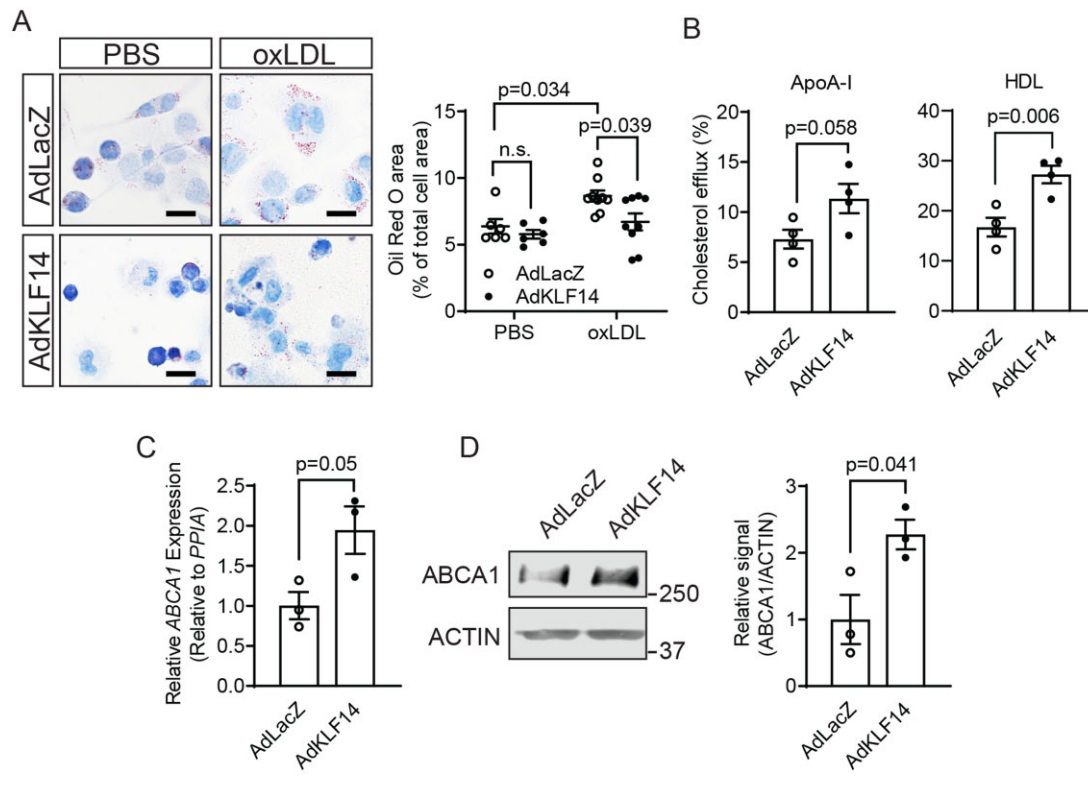 A
PBS
oxLDL
AdLacZ
AdKLF14
Oil Red O area
(% of total cell area)
15
10
5
0
p=0.034
p=0.039
n.s.
AdLacZ
AdKLF14
PBS
oxLDL
B
ApoA-I
Cholesterol efflux (%)
20
15
10
5
0
p=0.058
AdLacZ
AdKLF14
HDL
40
30
20
10
0
p=0.006
AdLacZ
AdKLF14
C
Relative ABCA1 Expression
(Relative to PPIA)
2.5
2.0
1.5
1.0
0.5
0.0
p=0.05
AdLacZ
AdKLF14
D
AdLacZ
AdKLF14
ABCA1
-250
ACTIN
-37
Relative signal
(ABCA1/ACTIN)
3
2
1
0
p=0.041
AdLacZ
AdKLF14